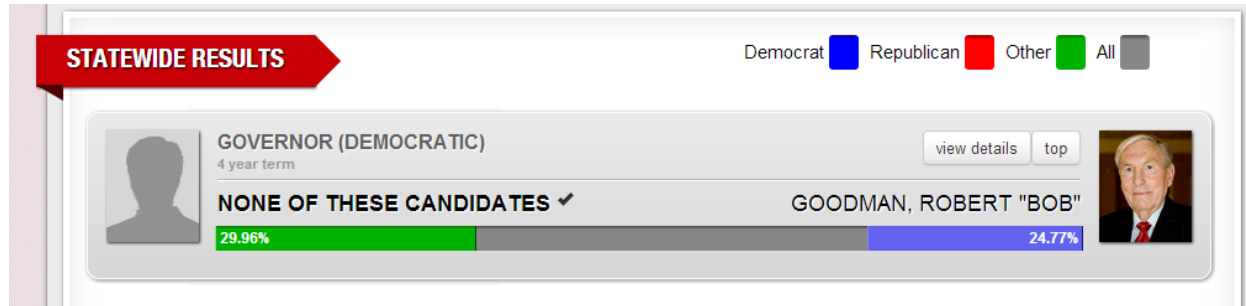 STATEWIDE RESULTS
Democrat Republican Other All
GOVERNOR (DEMOCRATIC)
4 year term
view details top
NONE OF THESE CANDIDATES ✔
GOODMAN, ROBERT "BOB"
29.96%
24.77%